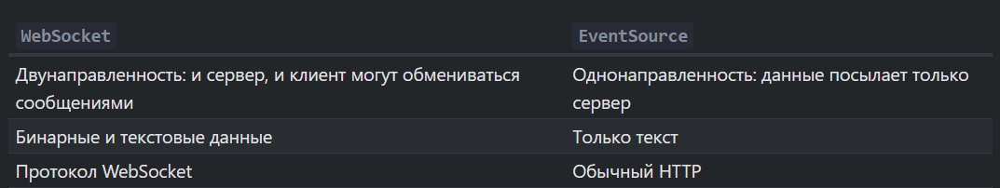 WebSocket EventSource
Двунаправленность: и сервер, и клиент могут обмениваться
сообщениями
Однонаправленность: данные посылает только
сервер
Бинарные и текстовые данные Только текст
Протокол WebSocket Обычный HTTP